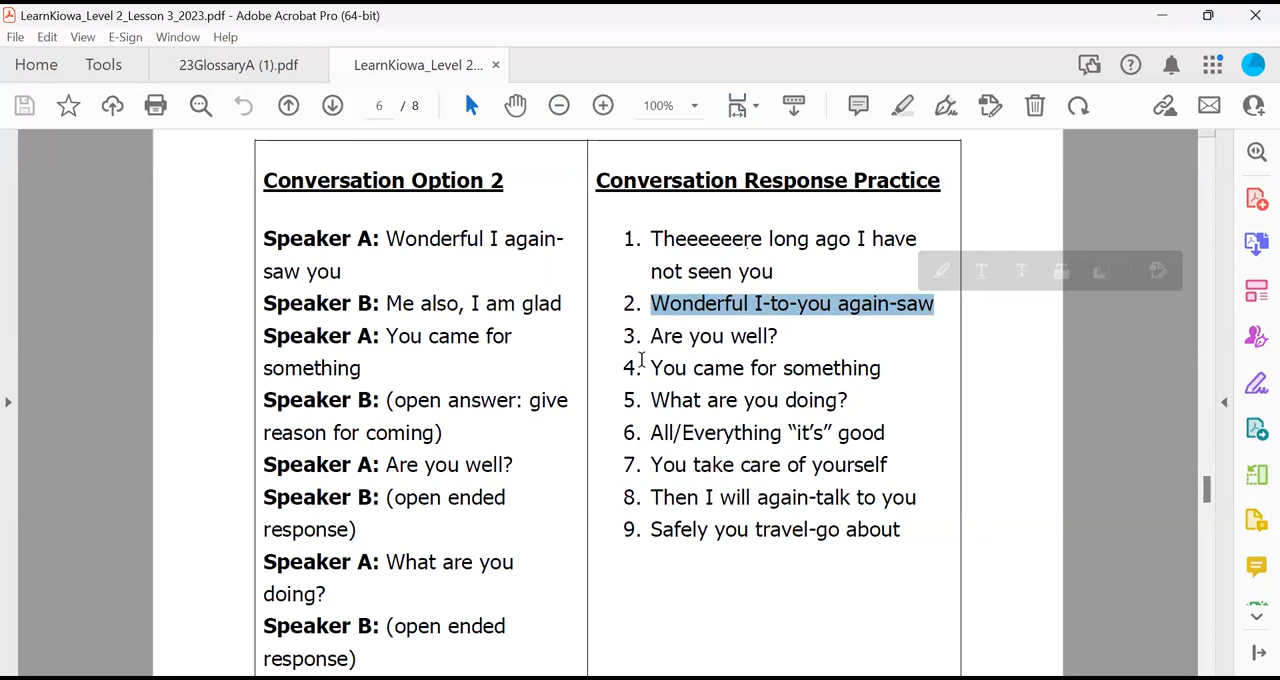 LearnKiowa_Level 2_Lesson 3_2023.pdf - Adobe Acrobat Pro (64-bit)
File Edit View E-Sign Window Help
Home Tools 23GlossaryA (1).pdf LearnKiowa_Level 2... ×
6 / 8 100%
Conversation Option 2
Speaker A: Wonderful I again-
saw you
Speaker B: Me also, I am glad
Speaker A: You came for
something
Speaker B: (open answer: give
reason for coming)
Speaker A: Are you well?
Speaker B: (open ended
response)
Speaker A: What are you
doing?
Speaker B: (open ended
response)
Conversation Response Practice
1. Theeeeeere long ago I have
not seen you
2. Wonderful I-to-you again-saw
3. Are you well?
4. You came for something
5. What are you doing?
6. All/Everything “it’s” good
7. You take care of yourself
8. Then I will again-talk to you
9. Safely you travel-go about